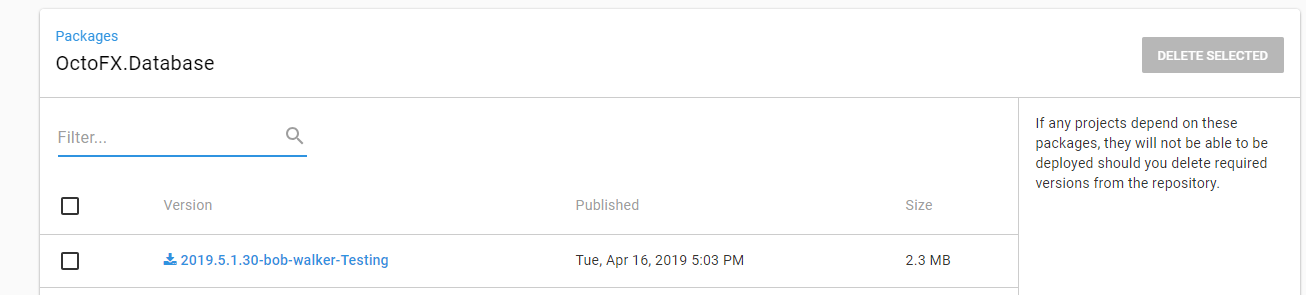 Packages
OctoFX.Database
DELETE SELECTED
Filter...
If any projects depend on these
packages, they will not be able to be
deployed should you delete required
versions from the repository.
Version Published Size
2019.5.1.30-bob-walker-Testing Tue, Apr 16, 2019 5:03 PM 2.3 MB